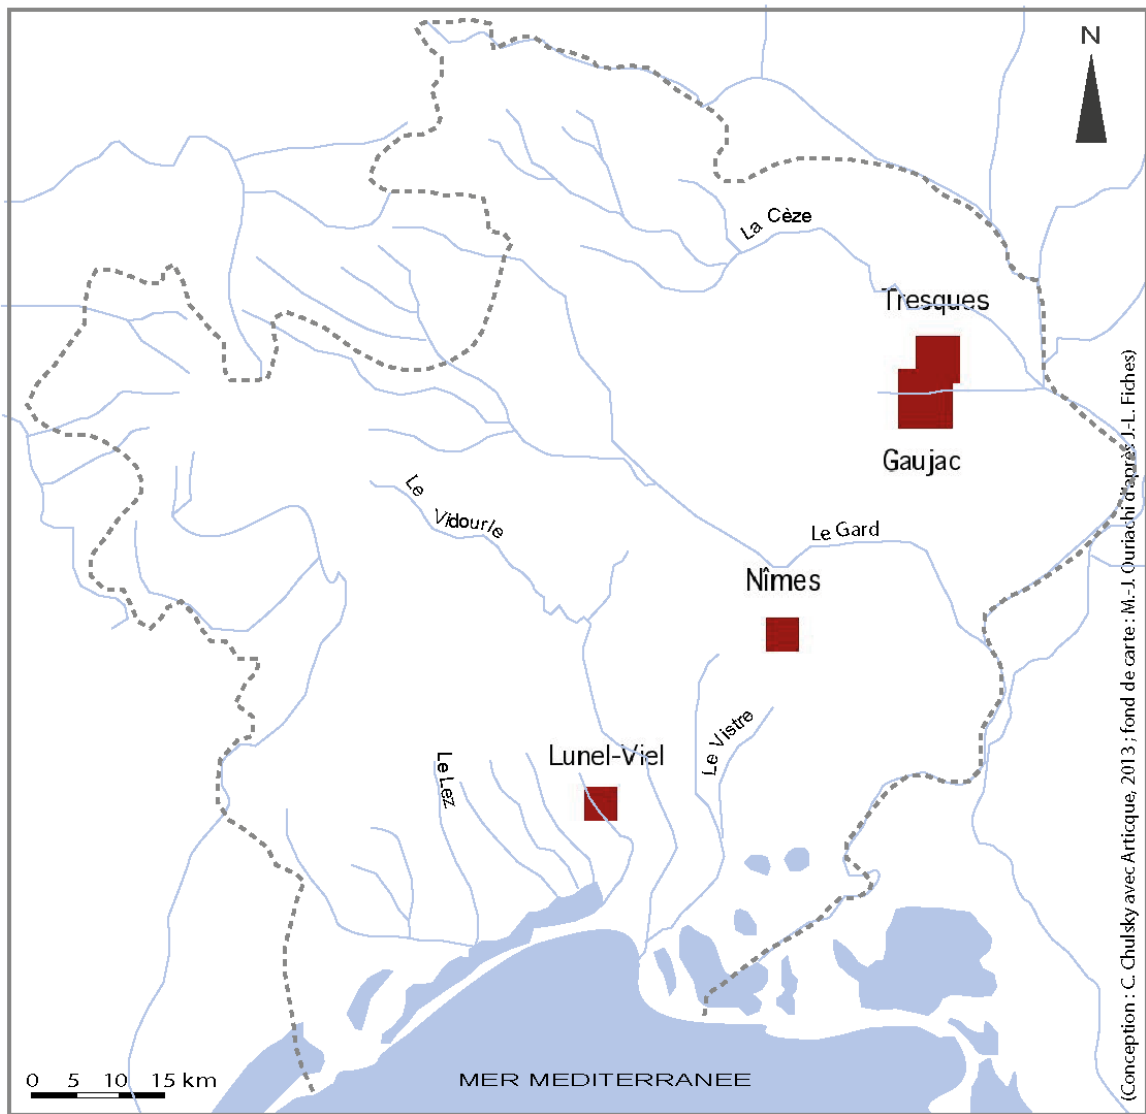 N
La Cèze
Tresques
Gaujac
Le
Vidourle
Le Gard
Nîmes
Le Vistre
Lunel-Viel
Le Lez
0 5 10 15 km
MER MEDITERRANEE
(Conception : C. Chulsky avec Articque, 2013 ; fond de carte : M.-J. Ouriachi d'après J.-L. Fiches)